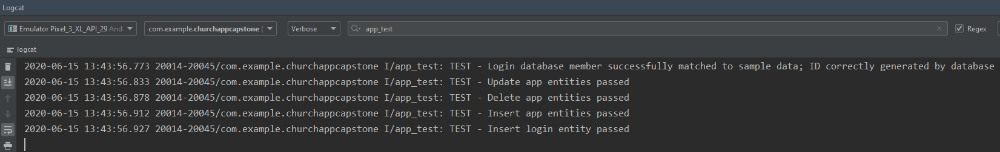 Logcat
Emulator Pixel_3_XL_API_29 And com.example.churchappcapstone ( Verbose app_test Regex
logcat
2020-06-15 13:43:56.773 20014-20045/com.example.churchappcapstone I/app_test: TEST - Login database member successfully matched to sample data; ID correctly generated by database
2020-06-15 13:43:56.833 20014-20045/com.example.churchappcapstone I/app_test: TEST - Update app entities passed
2020-06-15 13:43:56.878 20014-20045/com.example.churchappcapstone I/app_test: TEST - Delete app entities passed
2020-06-15 13:43:56.912 20014-20045/com.example.churchappcapstone I/app_test: TEST - Insert app entities passed
2020-06-15 13:43:56.927 20014-20045/com.example.churchappcapstone I/app_test: TEST - Insert login entity passed